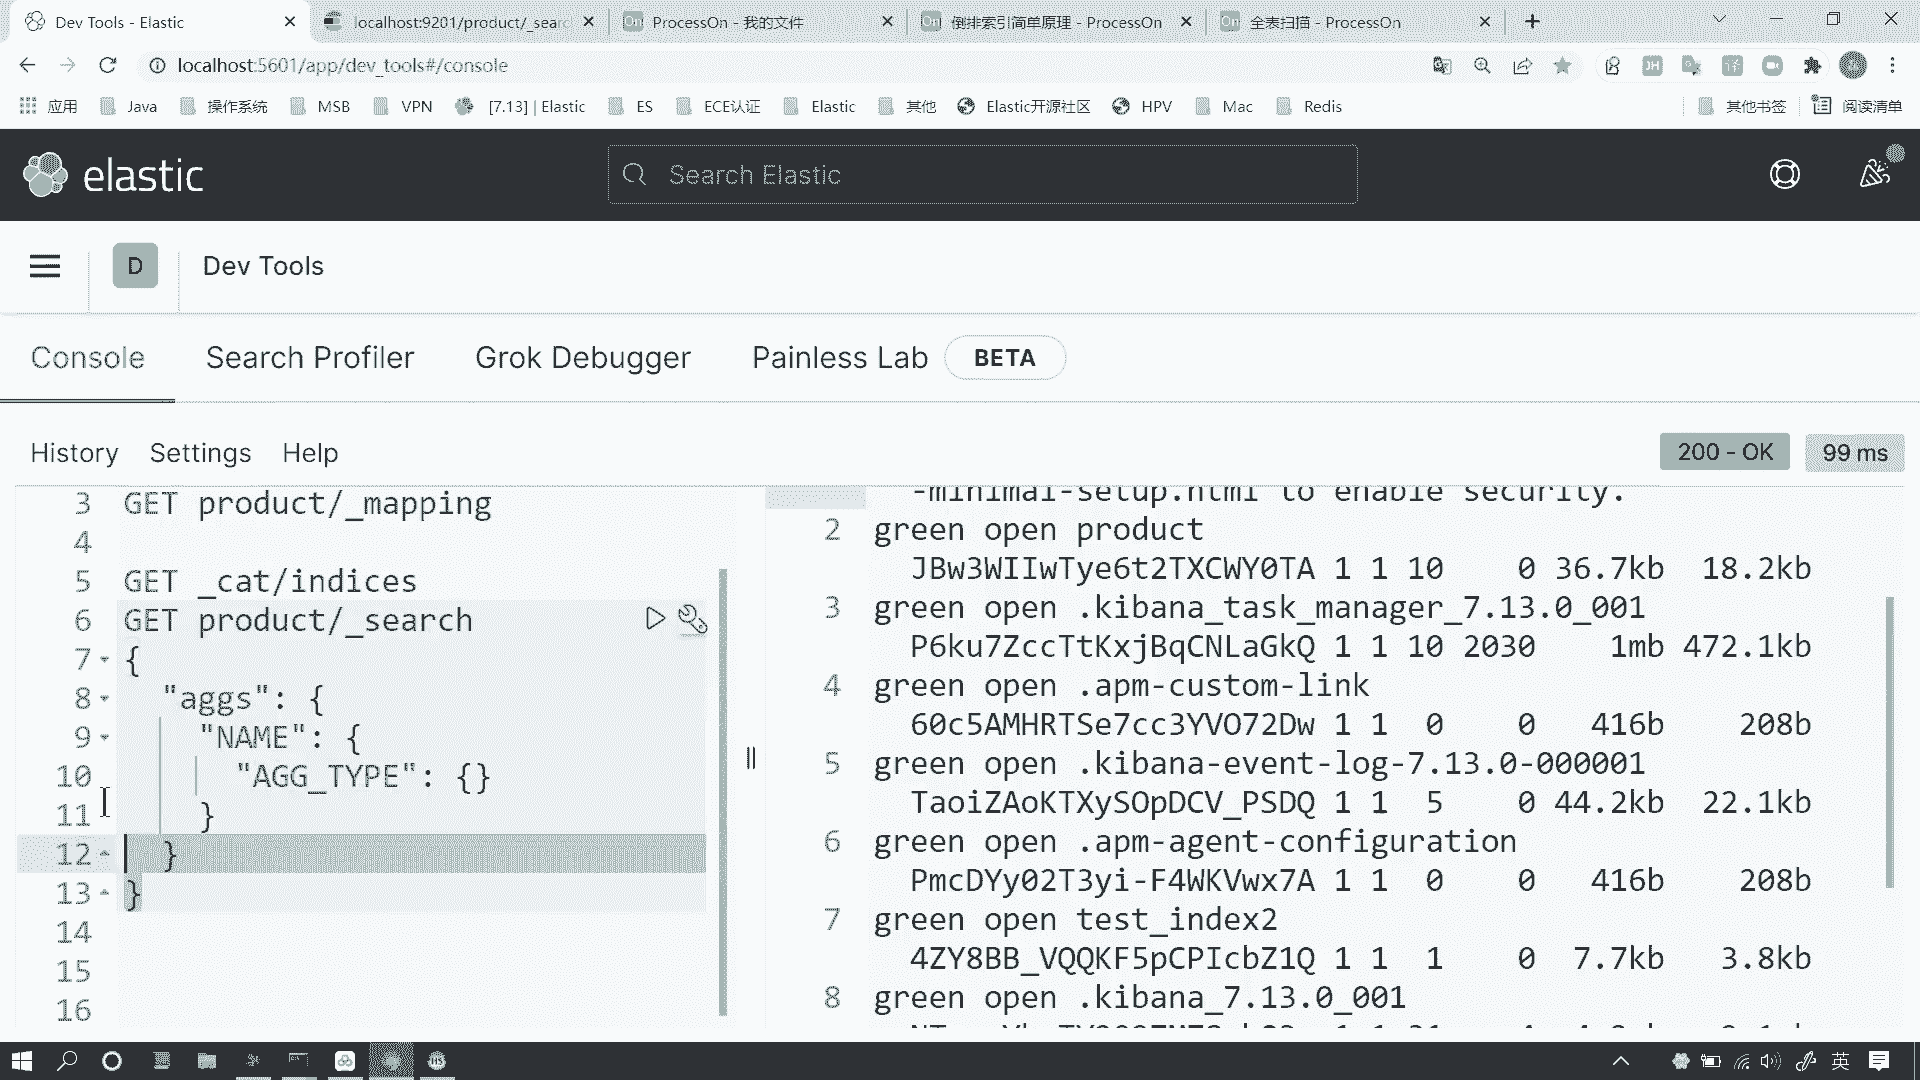 Dev Tools - Elastic
localhost:9201/product/_searc
ProcessOn - 我的文件
倒排索引简单原理 - ProcessOn
全表扫描 - ProcessOn
localhost:5601/app/dev_tools#/console
应用 Java 操作系统 MSB VPN [7.13] | Elastic ES ECE认证 Elastic 其他 Elastic开源社区 HPV Mac Redis 其他书签 阅读清单
elastic
Search Elastic
D Dev Tools
Console Search Profiler Grok Debugger Painless Lab BETA
History Settings Help
200 - OK 99 ms
3 GET product/_mapping
4
5 GET _cat/indices
6 GET product/_search
7 {
8 "aggs": {
9 "NAME": {
10 "AGG_TYPE": {}
11 }
12 }
13 }
14
15
16
-minimal-setup.html to enable security.
2 green open product
JBw3WIIwTye6t2TXCWY0TA 1 1 10 0 36.7kb 18.2kb
3 green open .kibana_task_manager_7.13.0_001
P6ku7ZccTtKxjBqCNLaGkQ 1 1 10 2030 1mb 472.1kb
4 green open .apm-custom-link
60c5AMHRTSe7cc3YVO72Dw 1 1 0 0 416b 208b
5 green open .kibana-event-log-7.13.0-000001
TaoiZAoKTXySOpDCV_PSDQ 1 1 5 0 44.2kb 22.1kb
6 green open .apm-agent-configuration
PmcDYy02T3yi-F4WKVwx7A 1 1 0 0 416b 208b
7 green open test_index2
4ZY8BB_VQQKF5pCPIcbZ1Q 1 1 1 0 7.7kb 3.8kb
8 green open .kibana_7.13.0_001
英